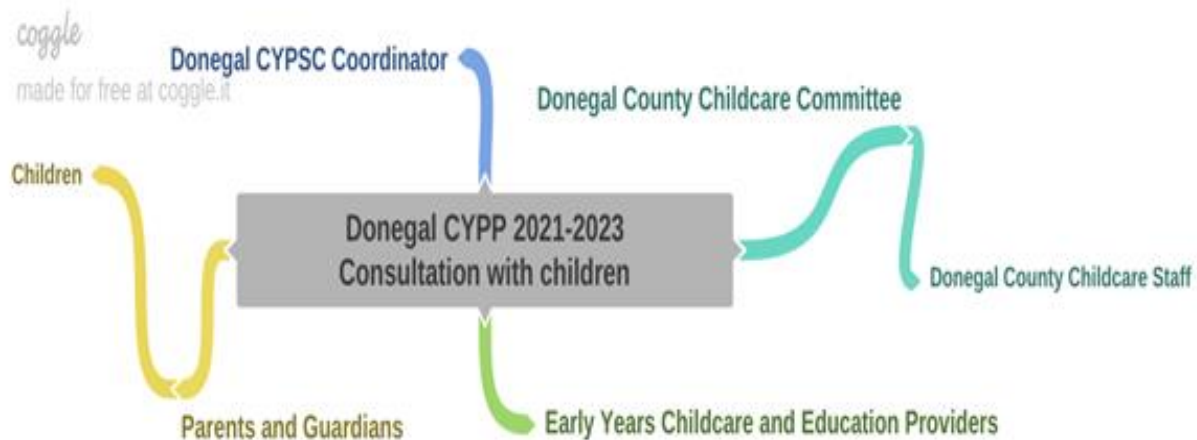 coggle
made for free at coggle.it
Donegal CYPSC Coordinator
Donegal County Childcare Committee
Children
Donegal CYPP 2021-2023
Consultation with children
Donegal County Childcare Staff
Parents and Guardians
Early Years Childcare and Education Providers